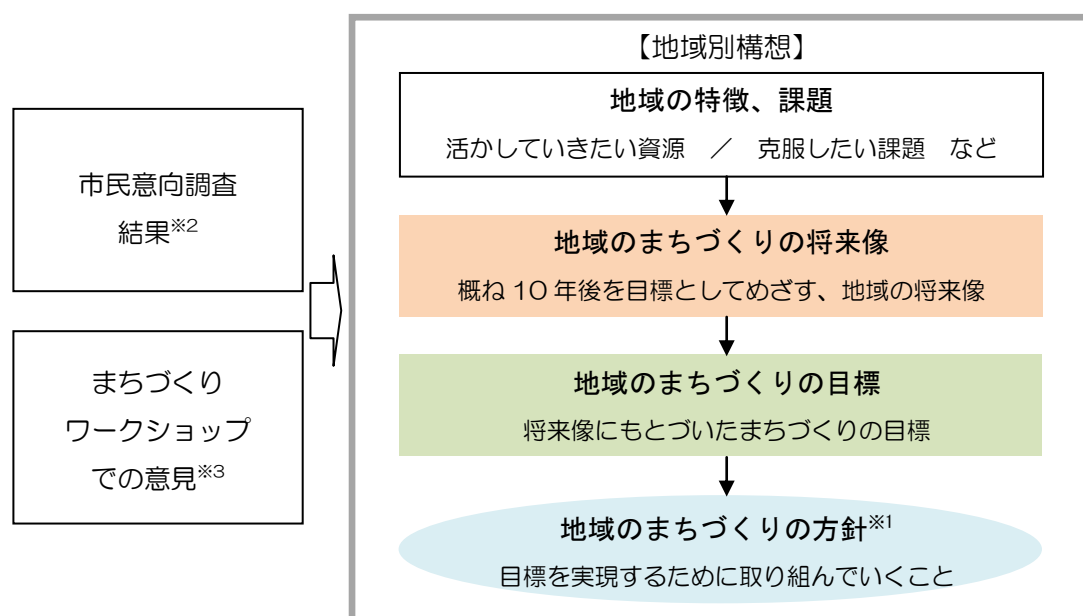 市民意向調査
結果※2
まちづくり
ワークショップ
での意見※3
【地域別構想】
地域の特徴、課題
活かしていきたい資源　／　克服したい課題　など
地域のまちづくりの将来像
概ね 10 年後を目標としてめざす、地域の将来像
地域のまちづくりの目標
将来像にもとづいたまちづくりの目標
地域のまちづくりの方針※1
目標を実現するために取り組んでいくこと